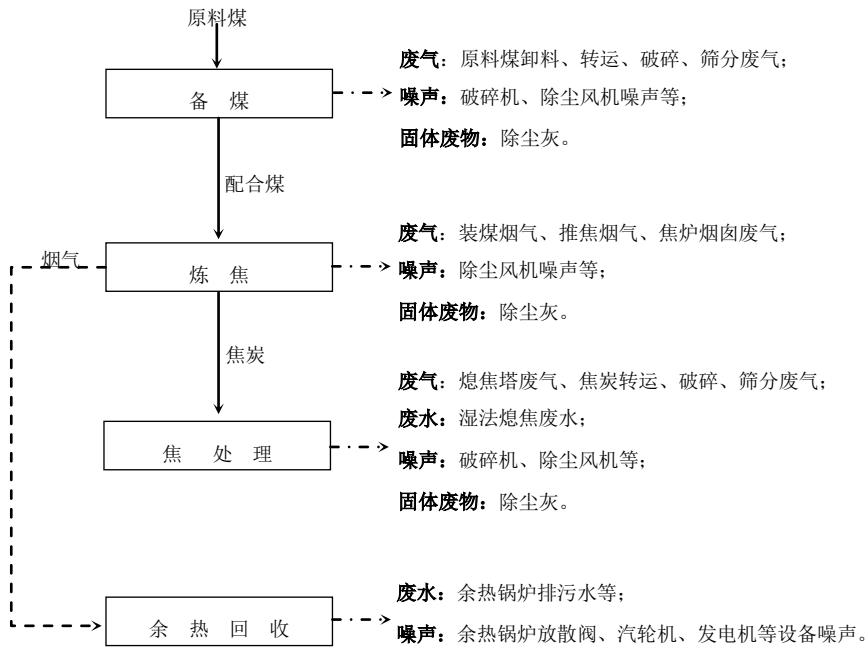 原料煤
备 煤
废气：原料煤卸料、转运、破碎、筛分废气；
噪声：破碎机、除尘风机噪声等；
固体废物：除尘灰。
配合煤
烟气
炼 焦
废气：装煤烟气、推焦烟气、焦炉烟囱废气；
噪声：除尘风机噪声等；
固体废物：除尘灰。
焦炭
焦 处 理
废气：熄焦塔废气、焦炭转运、破碎、筛分废气；
废水：湿法熄焦废水；
噪声：破碎机、除尘风机等；
固体废物：除尘灰。
余 热 回 收
废水：余热锅炉排污水等；
噪声：余热锅炉放散阀、汽轮机、发电机等设备噪声。